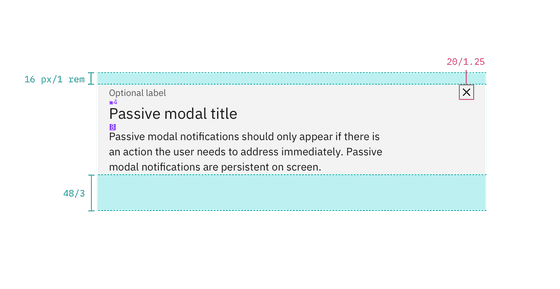 20/1.25
16 px/1 rem
Optional label
4
Passive modal title
8
Passive modal notifications should only appear if there is
an action the user needs to address immediately. Passive
modal notifications are persistent on screen.
48/3